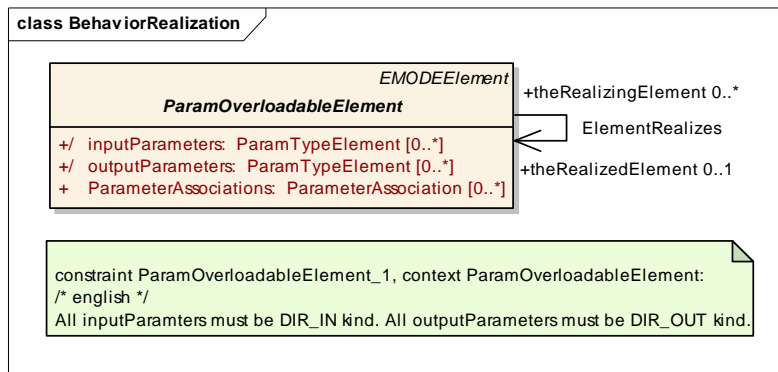 class BehaviorRealization
EMODEElement
ParamOverloadableElement
+/ inputParameters: ParamTypeElement [0..*]
+/ outputParameters: ParamTypeElement [0..*]
+ ParameterAssociations: ParameterAssociation [0..*]
+theRealizingElement 0..*
ElementRealizes
+theRealizedElement 0..1
constraint ParamOverloadableElement_1, context ParamOverloadableElement:
/* english */
All inputParamters must be DIR_IN kind. All outputParameters must be DIR_OUT kind.